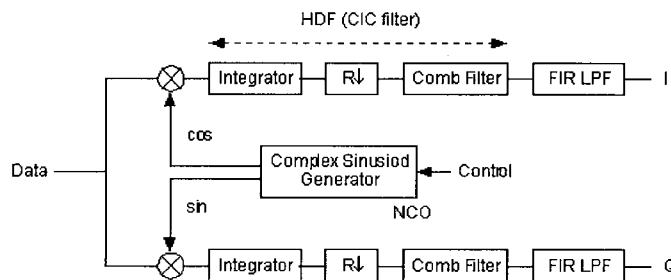 HDF (CIC filter)
Integrator R↓ Comb Filter FIR LPF I
cos
Data
Complex Sinusiod
Generator
Control
NCO
sin
Integrator R↓ Comb Filter FIR LPF